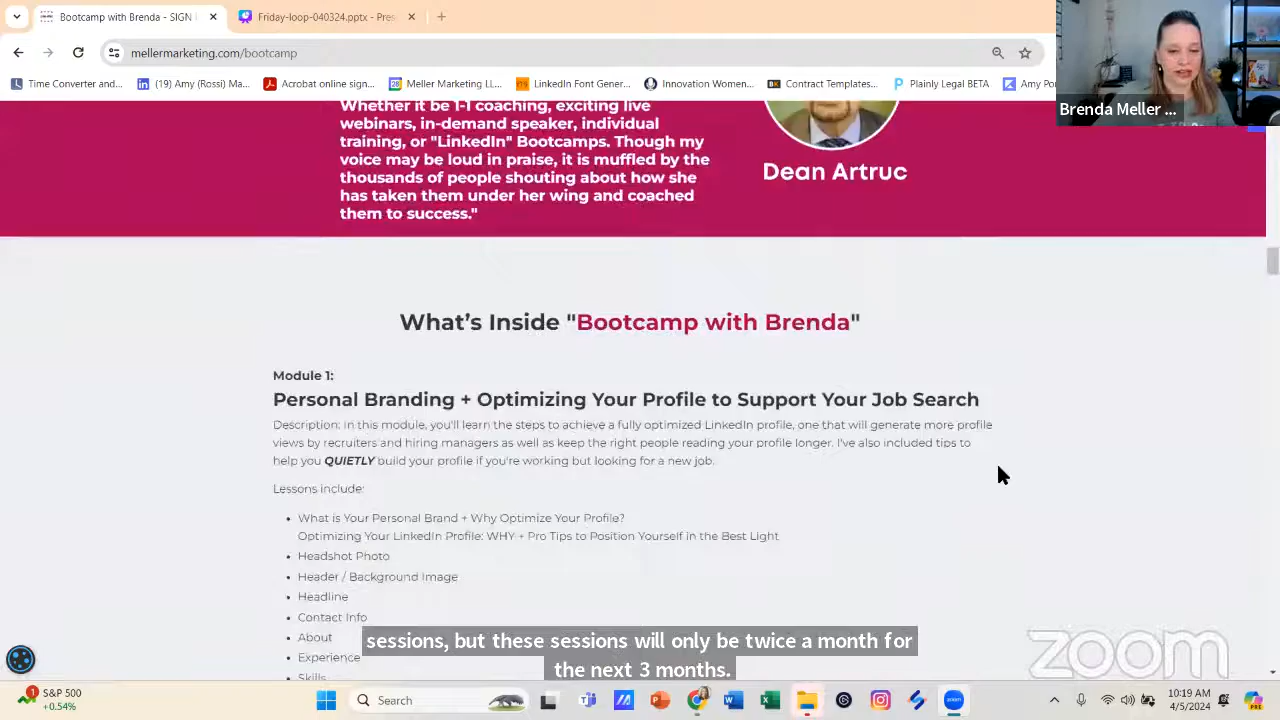 Bootcamp with Brenda - SIGN
Friday-loop-040324.pptx - Pres
mellermarketing.com/bootcamp
Time Converter and...
(19) Amy (Rossi) Ma...
Acrobat online sign...
Meller Marketing LL...
LinkedIn Font Gener...
Innovation Women...
Contract Templates...
Plainly Legal BETA
Amy Por
Brenda Meller ...
Whether it be 1-1 coaching, exciting live
webinars, in-demand speaker, individual
training, or "LinkedIn" Bootcamps. Though my
voice may be loud in praise, it is muffled by the
thousands of people shouting about how she
has taken them under her wing and coached
them to success."
Dean Artruc
What's Inside "Bootcamp with Brenda"
Module 1:
Personal Branding + Optimizing Your Profile to Support Your Job Search
Description: In this module, you'll learn the steps to achieve a fully optimized LinkedIn profile, one that will generate more profile
views by recruiters and hiring managers as well as keep the right people reading your profile longer. I've also included tips to
help you QUIETLY build your profile if you're working but looking for a new job.
Lessons include:
• What is Your Personal Brand + Why Optimize Your Profile?
Optimizing Your LinkedIn Profile: WHY + Pro Tips to Position Yourself in the Best Light
• Headshot Photo
• Header / Background Image
• Headline
• Contact Info
• About
• Experience
• Skills
sessions, but these sessions will only be twice a month for
the next 3 months.
zoom
1
S&P 500
+0.54%
Search
10:19 AM
4/5/2024
PRE